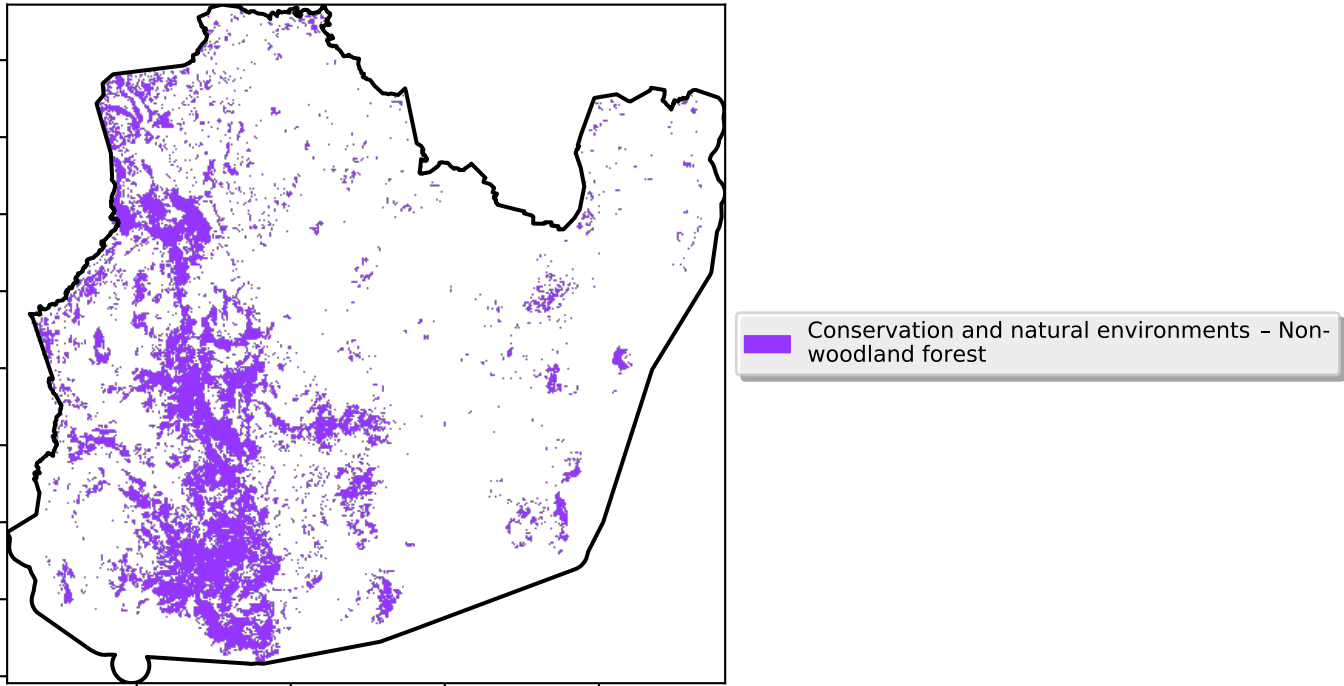 Conservation and natural environments – Non-
woodland forest